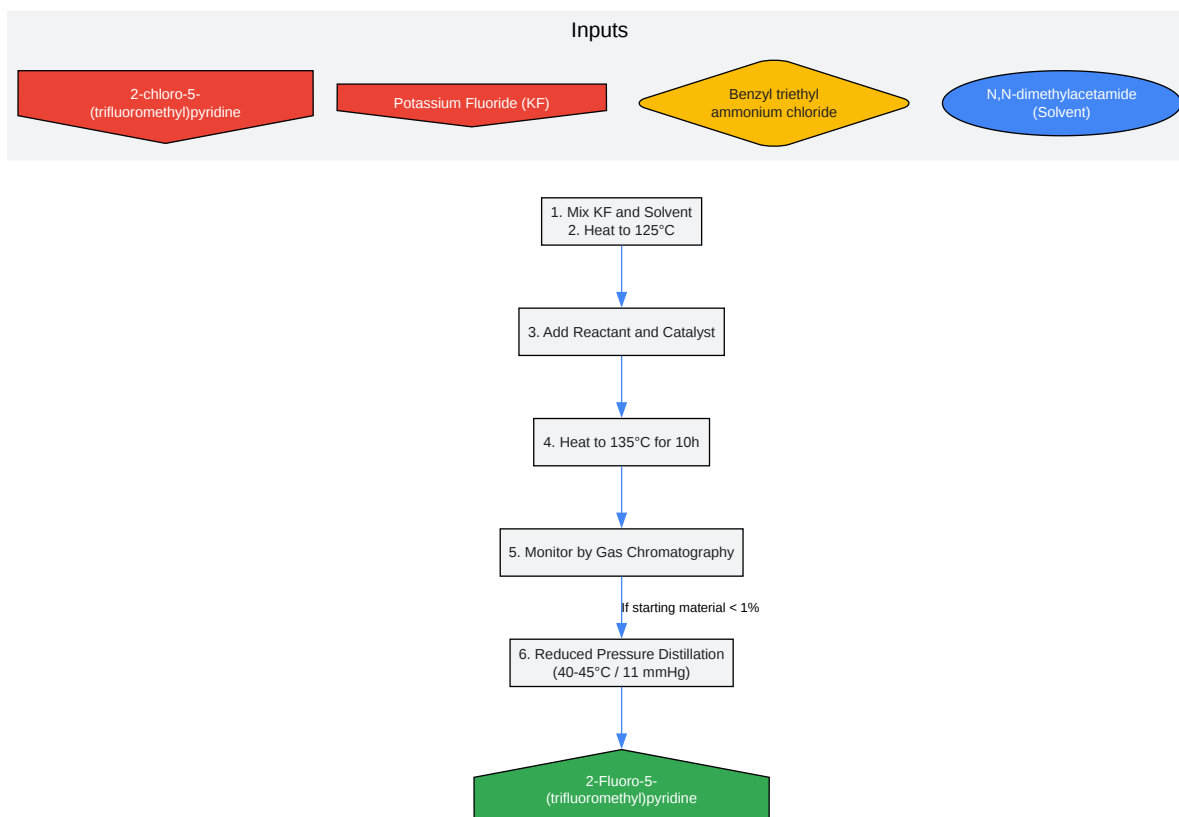 Inputs
2-chloro-5-
(trifluoromethyl)pyridine
Potassium Fluoride (KF)
Benzyl triethyl
ammonium chloride
N,N-dimethylacetamide
(Solvent)
1. Mix KF and Solvent
2. Heat to 125°C
3. Add Reactant and Catalyst
4. Heat to 135°C for 10h
5. Monitor by Gas Chromatography
If starting material < 1%
6. Reduced Pressure Distillation
(40-45°C / 11 mmHg)
2-Fluoro-5-
(trifluoromethyl)pyridine